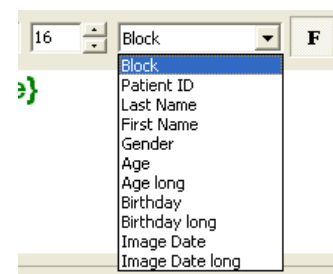 16 Block F
e}
Block
Patient ID
Last Name
First Name
Gender
Age
Age long
Birthday
Birthday long
Image Date
Image Date long